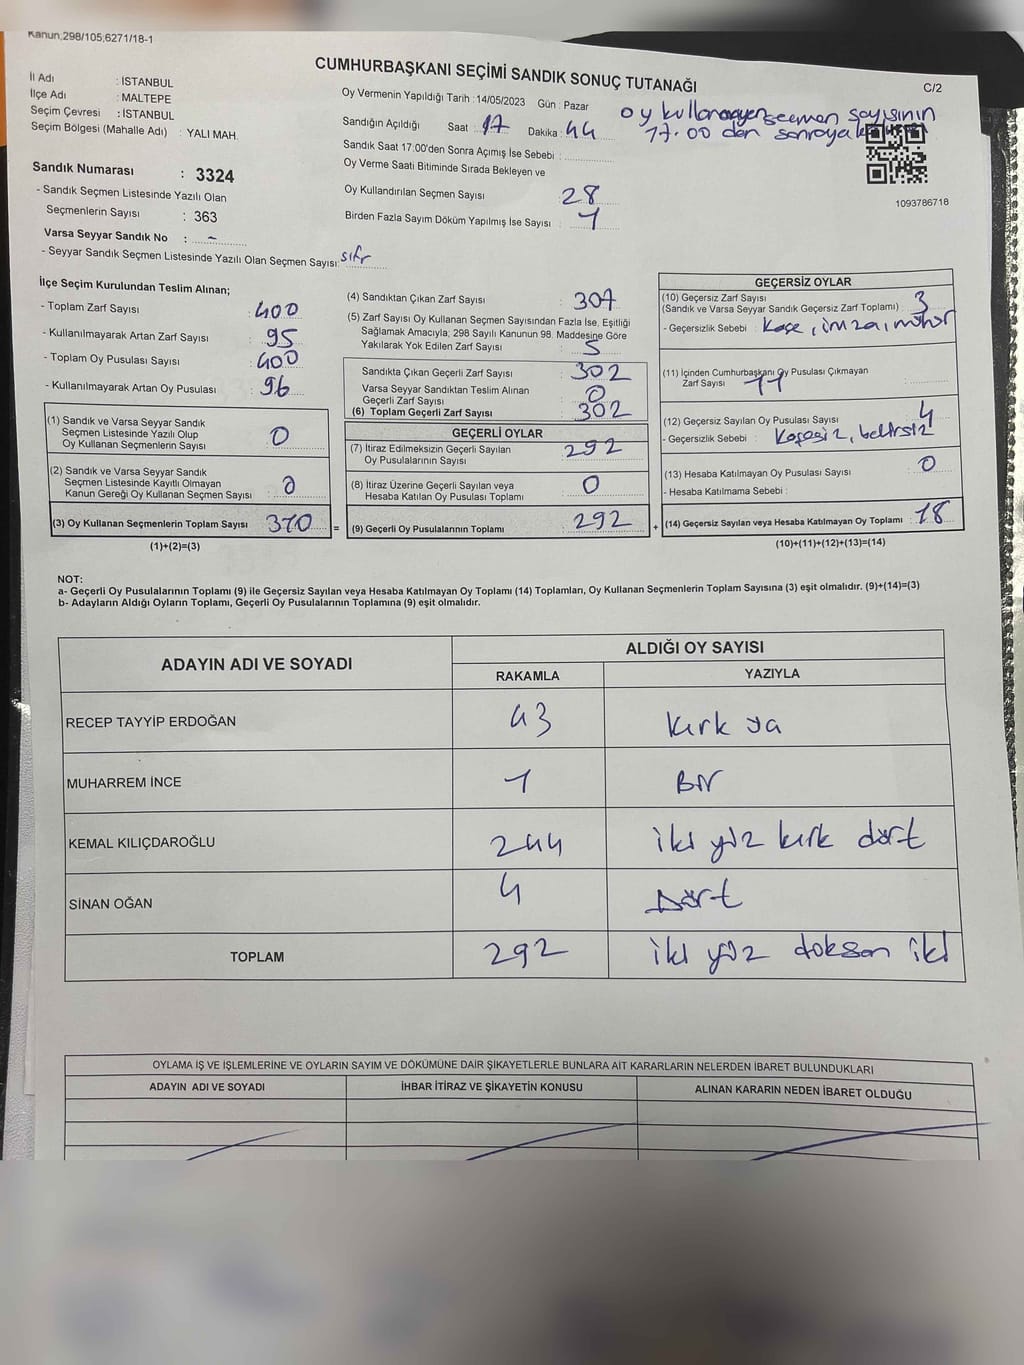 Kanun;298/105;6271/18-1
CUMHURBAŞKANI SEÇİMİ SANDIK SONUÇ TUTANAĞI
C/2
İl Adı : İSTANBUL
İlçe Adı : MALTEPE
Seçim Çevresi : İSTANBUL
Seçim Bölgesi (Mahalle Adı) : YALI MAH.
Oy Vermenin Yapıldığı Tarih : 14/05/2023 Gün : Pazar
Sandığın Açıldığı Saat 17 Dakika : 44
Sandık Saat 17:00'den Sonra Açımış İse Sebebi :
Oy Verme Saati Bitiminde Sırada Bekleyen ve
Oy Kullandırılan Seçmen Sayısı 28
Birden Fazla Sayım Döküm Yapılmış İse Sayısı 1
seçmen sayısının
17.00 den sonraya
1093786718
Sandık Numarası : 3324
- Sandık Seçmen Listesinde Yazılı Olan
Seçmenlerin Sayısı : 363
Varsa Seyyar Sandık No : -
- Seyyar Sandık Seçmen Listesinde Yazılı Olan Seçmen Sayısı: sıfır
İlçe Seçim Kurulundan Teslim Alınan;
- Toplam Zarf Sayısı : 400
- Kullanılmayarak Artan Zarf Sayısı : 95
- Toplam Oy Pusulası Sayısı : 400
- Kullanılmayarak Artan Oy Pusulası : 96
(1) Sandık ve Varsa Seyyar Sandık
Seçmen Listesinde Yazılı Olup
Oy Kullanan Seçmenlerin Sayısı : 0
(2) Sandık ve Varsa Seyyar Sandık
Seçmen Listesinde Kayıtlı Olmayan
Kanun Gereği Oy Kullanan Seçmen Sayısı : 0
(3) Oy Kullanan Seçmenlerin Toplam Sayısı 310
(1)+(2)=(3)
(4) Sandıktan Çıkan Zarf Sayısı : 307
(5) Zarf Sayısı Oy Kullanan Seçmen Sayısından Fazla İse, Eşitliği
Sağlamak Amacıyla; 298 Sayılı Kanunun 98. Maddesine Göre
Yakılarak Yok Edilen Zarf Sayısı : 5
Sandıkta Çıkan Geçerli Zarf Sayısı : 302
Varsa Seyyar Sandıktan Teslim Alınan
Geçerli Zarf Sayısı : 0
(6) Toplam Geçerli Zarf Sayısı : 302
GEÇERLİ OYLAR
(7) İtiraz Edilmeksizin Geçerli Sayılan
Oy Pusulalarının Sayısı : 292
(8) İtiraz Üzerine Geçerli Sayılan veya
Hesaba Katılan Oy Pusulası Toplamı : 0
= (9) Geçerli Oy Pusulalarının Toplamı : 292 +
GEÇERSİZ OYLAR
(10) Geçersiz Zarf Sayısı
(Sandık ve Varsa Seyyar Sandık Geçersiz Zarf Toplamı) : 3
- Geçersizlik Sebebi : Kaşe, imza, mühür
(11) İçinden Cumhurbaşkanı Oy Pusulası Çıkmayan
Zarf Sayısı 11
(12) Geçersiz Sayılan Oy Pusulası Sayısı : 4
- Geçersizlik Sebebi : Kaşesiz, belirsiz
(13) Hesaba Katılmayan Oy Pusulası Sayısı : 0
- Hesaba Katılmama Sebebi :
(14) Geçersiz Sayılan veya Hesaba Katılmayan Oy Toplamı : 18
(10)+(11)+(12)+(13)=(14)
NOT:
a- Geçerli Oy Pusulalarının Toplamı (9) ile Geçersiz Sayılan veya Hesaba Katılmayan Oy Toplamı (14) Toplamları, Oy Kullanan Seçmenlerin Toplam Sayısına (3) eşit olmalıdır. (9)+(14)=(3)
b- Adayların Aldığı Oyların Toplamı, Geçerli Oy Pusulalarının Toplamına (9) eşit olmalıdır.
ADAYIN ADI VE SOYADI ALDIĞI OY SAYISI
RAKAMLA YAZIYLA
RECEP TAYYİP ERDOĞAN 43 kırk
MUHARREM İNCE 1 Bir
KEMAL KILIÇDAROĞLU 244 iki yüz kırk dört
SİNAN OĞAN 4 Dört
TOPLAM 292 iki yüz doksan iki
OYLAMA İŞ VE İŞLEMLERİNE VE OYLARIN SAYIM VE DÖKÜMÜNE DAİR ŞİKAYETLERLE BUNLARA AİT KARARLARIN NELERDEN İBARET BULUNDUKLARI
ADAYIN ADI VE SOYADI İHBAR İTİRAZ VE ŞİKAYETİN KONUSU ALINAN KARARIN NEDEN İBARET OLDUĞU